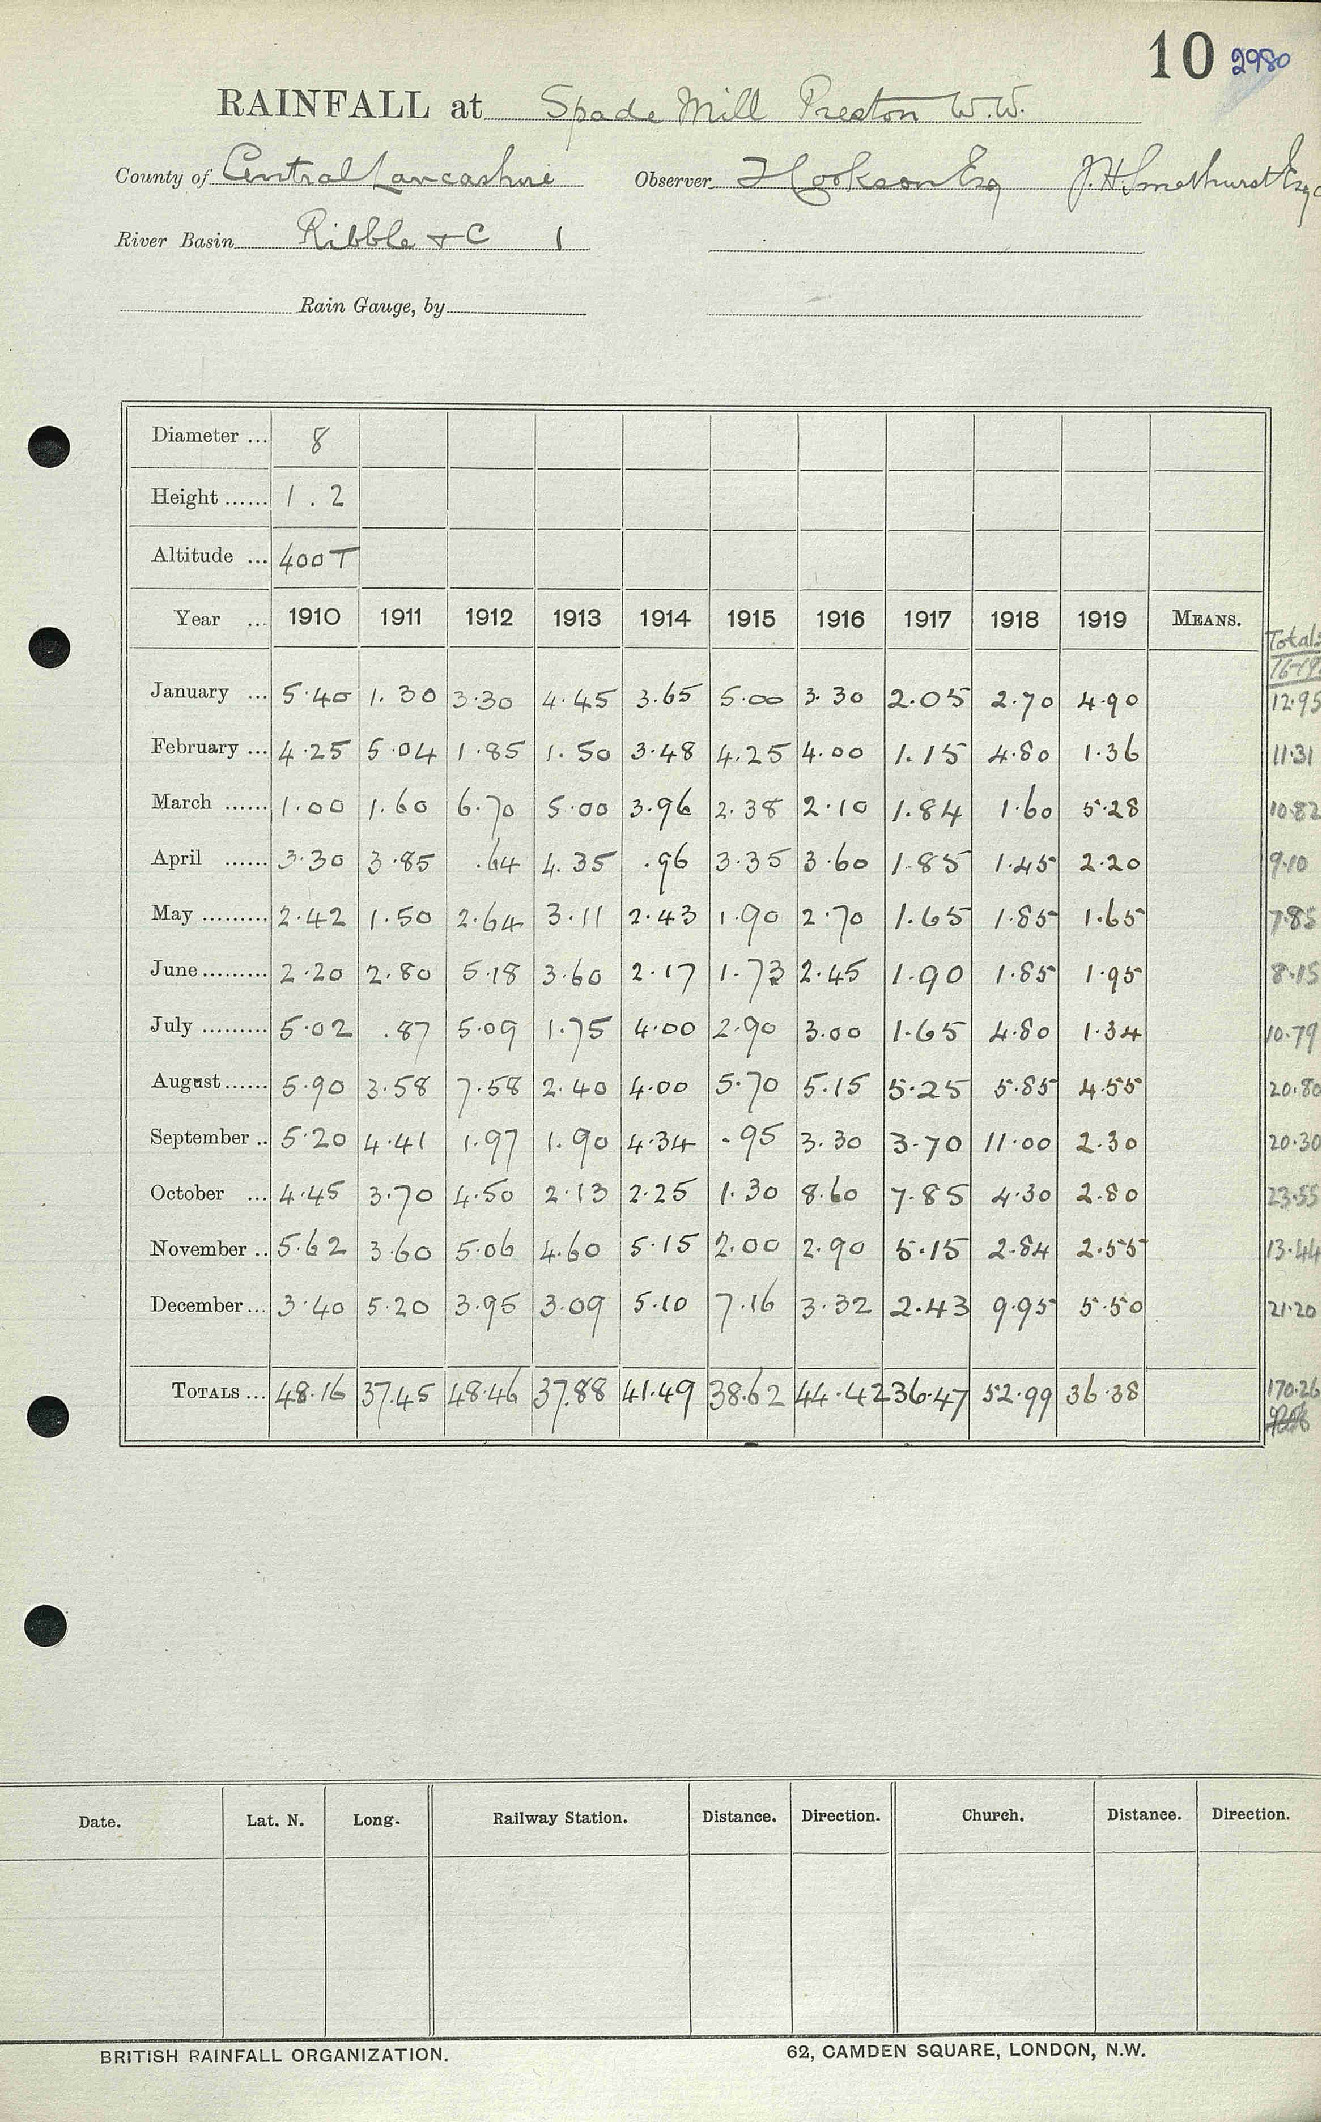 10 2980
RAINFALL at Spade Mill Preston W.W.
County of Central Lancashire Observer Hookson Esq J.H. Smethurst Esq
River Basin Ribble + C 1
Rain Gauge, by
Diameter ... 8
Height ...... 1.2
Altitude ... 400 T
Year ... 1910 1911 1912 1913 1914 1915 1916 1917 1918 1919 MEANS. Total:
16-19
January ... 5.40 1.30 3.30 4.45 3.65 5.00 3.30 2.05 2.70 4.90 12.95
February ... 4.25 5.04 1.85 1.50 3.48 4.25 4.00 1.15 4.80 1.36 11.31
March ...... 1.00 1.60 6.70 5.00 3.96 2.38 2.10 1.84 1.60 5.28 10.82
April ...... 3.30 3.85 .64 4.35 .96 3.35 3.60 1.85 1.45 2.20 9.10
May ......... 2.42 1.50 2.64 3.11 2.43 1.90 2.70 1.65 1.85 1.65 7.85
June ......... 2.20 2.80 5.18 3.60 2.17 1.73 2.45 1.90 1.85 1.95 8.15
July ......... 5.02 .87 5.09 1.75 4.00 2.90 3.00 1.65 4.80 1.34 10.79
August ...... 5.90 3.58 7.58 2.40 4.00 5.70 5.15 5.25 5.85 4.55 20.80
September .. 5.20 4.41 1.97 1.90 4.34 .95 3.30 3.70 11.00 2.30 20.30
October ... 4.45 3.70 4.50 2.13 2.25 1.30 8.60 7.85 4.30 2.80 23.55
November .. 5.62 3.60 5.06 4.60 5.15 2.00 2.90 5.15 2.84 2.55 13.44
December ... 3.40 5.20 3.95 3.09 5.10 7.16 3.32 2.43 9.95 5.50 21.20
TOTALS ... 48.16 37.45 48.46 37.88 41.49 38.62 44.42 36.47 52.99 36.38 170.26
Date. Lat. N. Long. Railway Station. Distance. Direction. Church. Distance. Direction.
BRITISH RAINFALL ORGANIZATION. 62, CAMDEN SQUARE, LONDON, N.W.